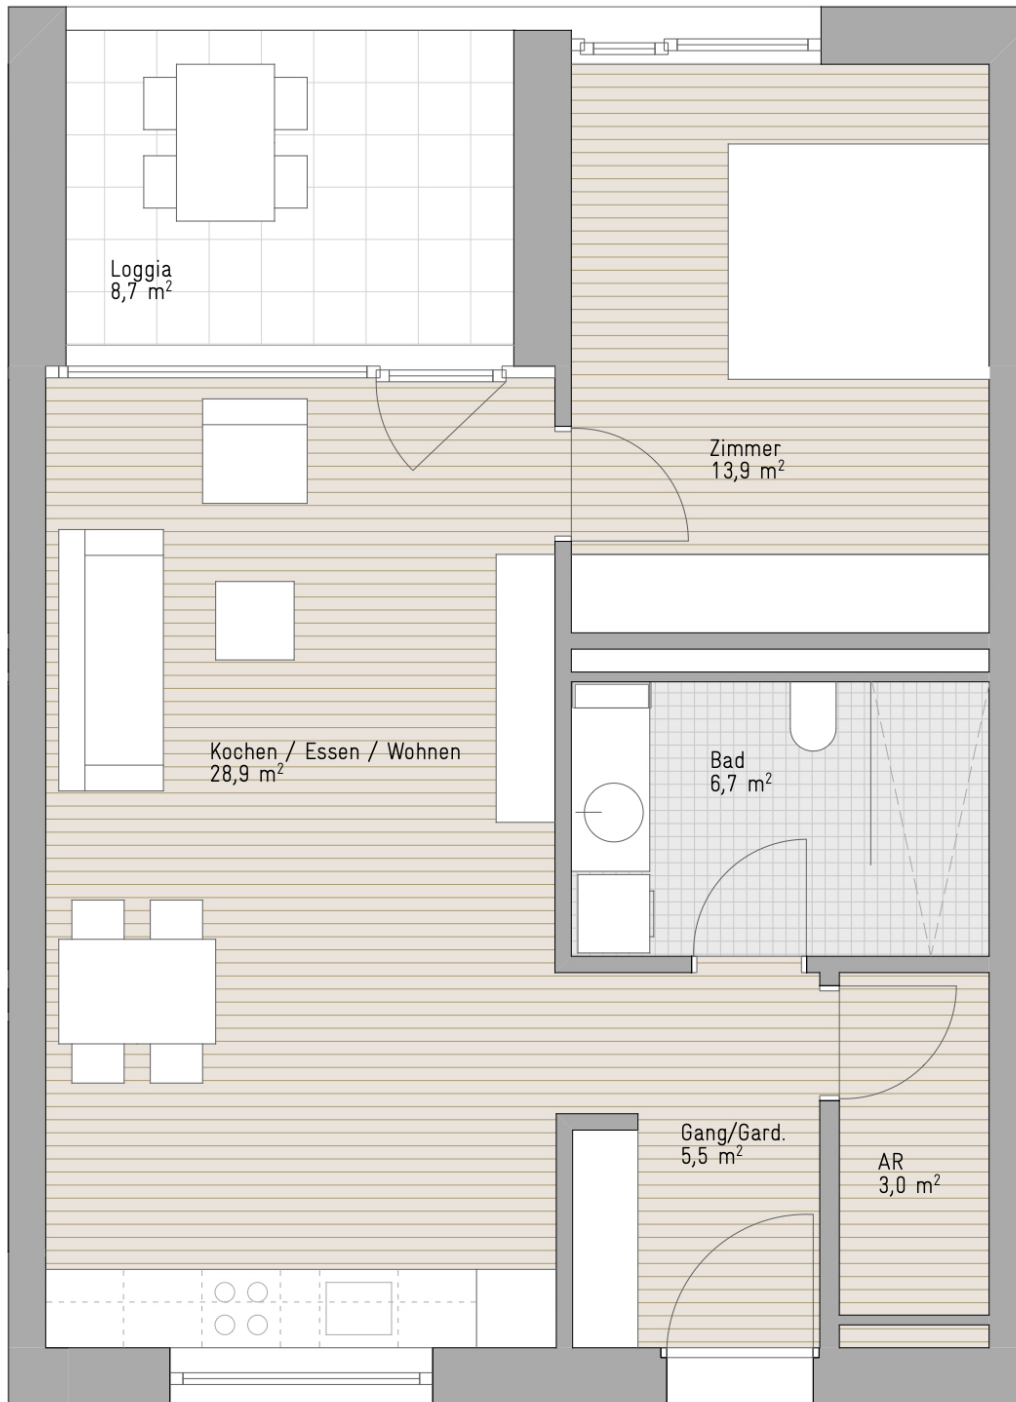 Loggia
8,7 m²
Zimmer
13,9 m²
Kochen / Essen / Wohnen
28,9 m²
Bad
6,7 m²
Gang/Gard.
5,5 m²
AR
3,0 m²